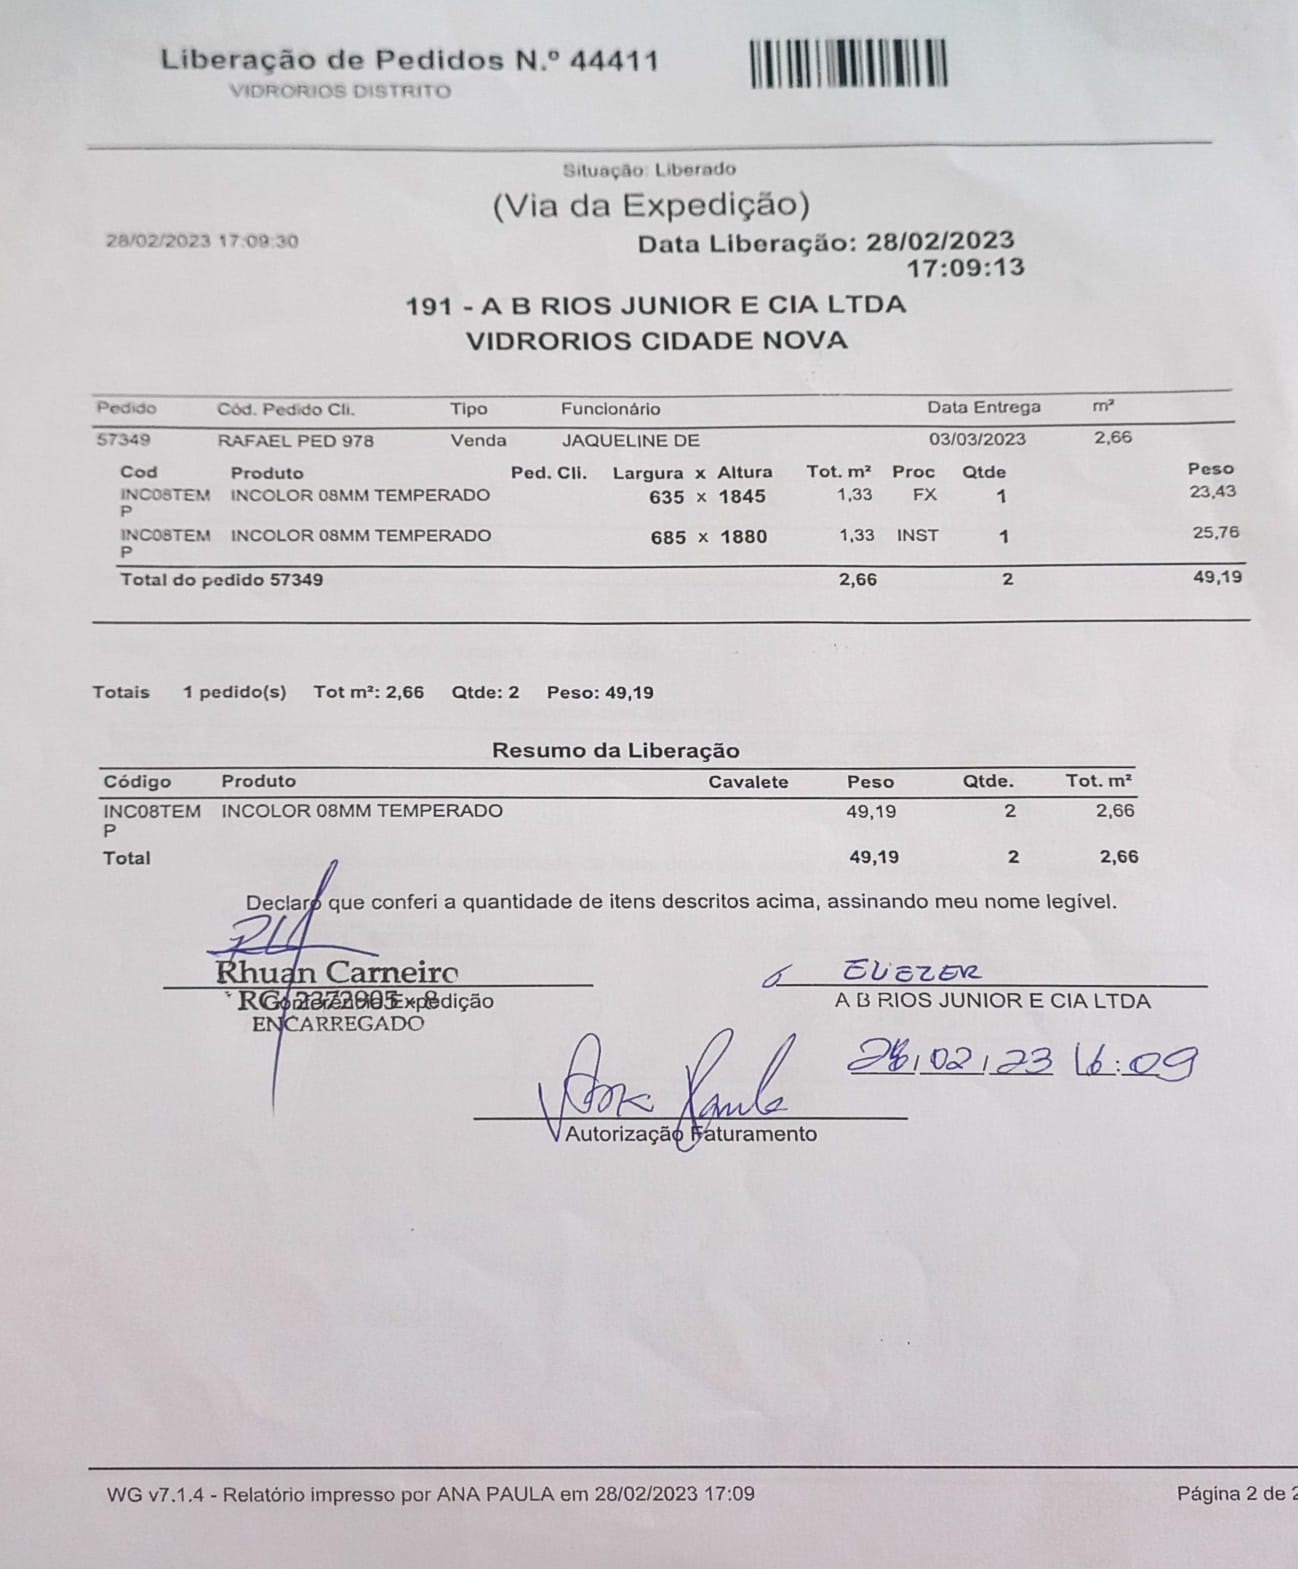 Liberação de Pedidos N.º 44411
VIDRORIOS DISTRITO
Situação: Liberado
(Via da Expedição)
28/02/2023 17:09:30 Data Liberação: 28/02/2023
17:09:13
191 - A B RIOS JUNIOR E CIA LTDA
VIDRORIOS CIDADE NOVA
Pedido Cód. Pedido Cli. Tipo Funcionário Data Entrega m²
57349 RAFAEL PED 978 Venda JAQUELINE DE 03/03/2023 2,66
Cod Produto Ped. Cli. Largura x Altura Tot. m² Proc Qtde Peso
INC08TEM INCOLOR 08MM TEMPERADO 635 x 1845 1,33 FX 1 23,43
P
INC08TEM INCOLOR 08MM TEMPERADO 685 x 1880 1,33 INST 1 25,76
P
Total do pedido 57349 2,66 2 49,19
Totais 1 pedido(s) Tot m²: 2,66 Qtde: 2 Peso: 49,19
Resumo da Liberação
Código Produto Cavalete Peso Qtde. Tot. m²
INC08TEM INCOLOR 08MM TEMPERADO 49,19 2 2,66
P
Total 49,19 2 2,66
Declaro que conferi a quantidade de itens descritos acima, assinando meu nome legível.
Rhuan Carneiro ELIEZER
RG: Expedição A B RIOS JUNIOR E CIA LTDA
ENCARREGADO
28/02/23 16:09
Ana Paula
Autorização Faturamento
WG v7.1.4 - Relatório impresso por ANA PAULA em 28/02/2023 17:09 Página 2 de 2